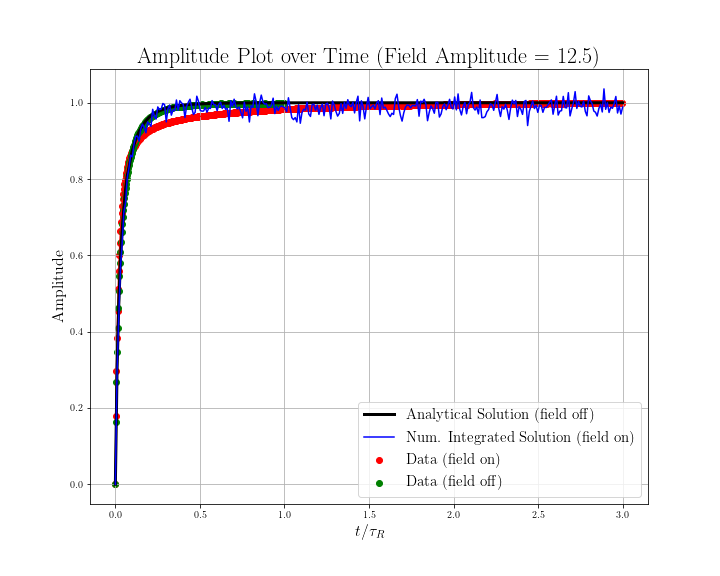 Amplitude Plot over Time (Field Amplitude = 12.5)
1.0
0.8
0.6
0.4
0.2
0.0
Amplitude
Analytical Solution (field off)
Num. Integrated Solution (field on)
Data (field on)
Data (field off)
0.0 0.5 1.0 1.5 2.0 2.5 3.0
t/τ_R